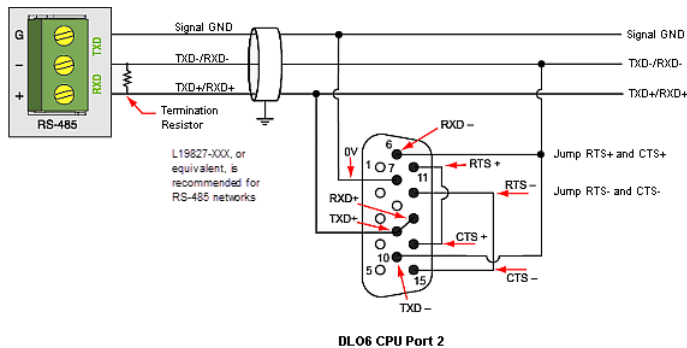 G
–
+
TXD
RXD
RS-485
Signal GND
TXD-/RXD-
TXD+/RXD+
Signal GND
TXD-/RXD-
TXD+/RXD+
Termination
Resistor
L19827-XXX, or
equivalent, is
recommended for
RS-485 networks
0V
6
RXD –
1
7
11
RTS +
Jump RTS+ and CTS+
RTS –
Jump RTS- and CTS-
RXD+
TXD+
CTS +
10
5
15
CTS –
TXD –
DLO6 CPU Port 2